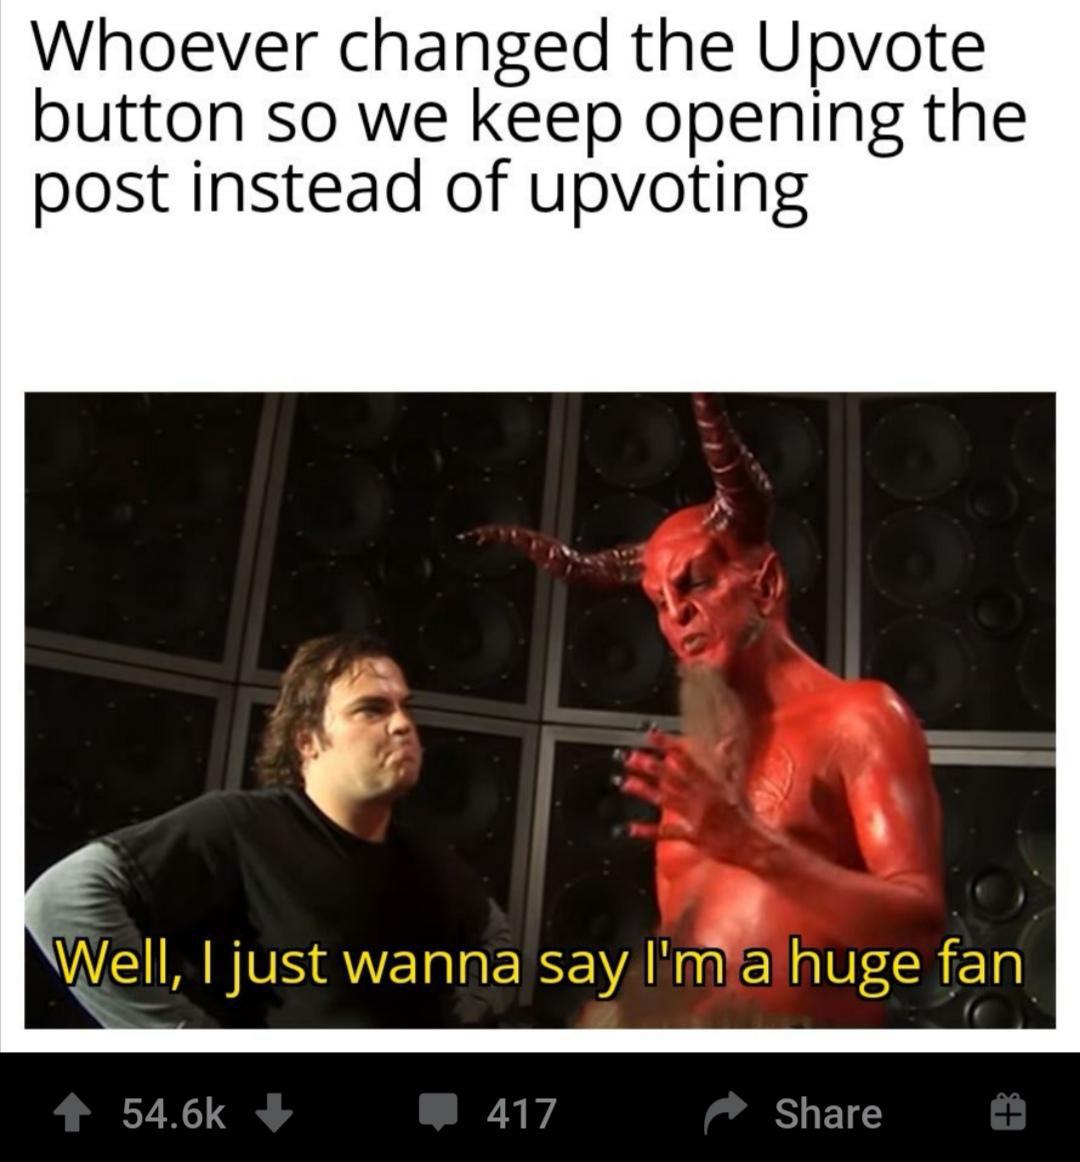 Whoever changed the Upvote
button so we keep opening the
post instead of upvoting
Well, I just wanna say I'm a huge fan
54.6k 417 Share